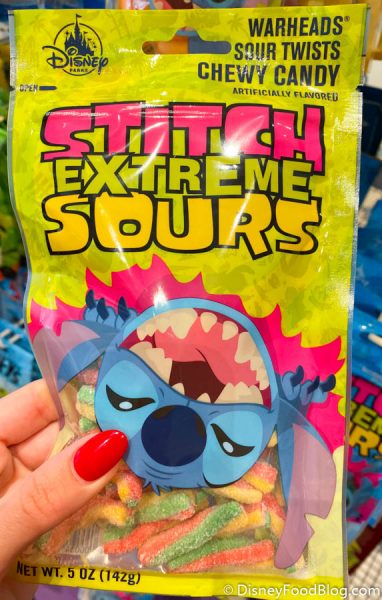 Disney
PARKS
WARHEADS®
SOUR TWISTS
CHEWY CANDY
ARTIFICIALLY FLAVORED
OPEN
STITCH
EXTREME
SOURS
NET WT. 5 OZ (142g)
©DisneyFoodBlog.com